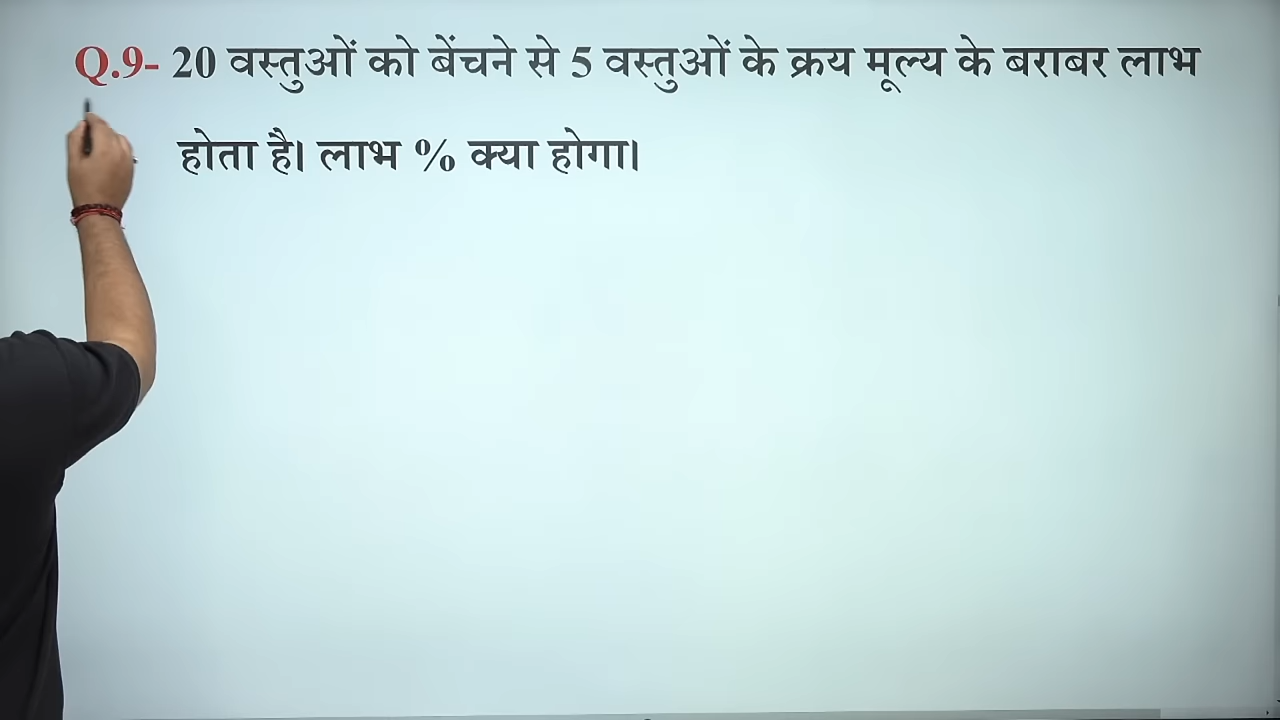 Q.9- 20 वस्तुओं को बेंचने से 5 वस्तुओं के क्रय मूल्य के बराबर लाभ
होता है। लाभ % क्या होगा।